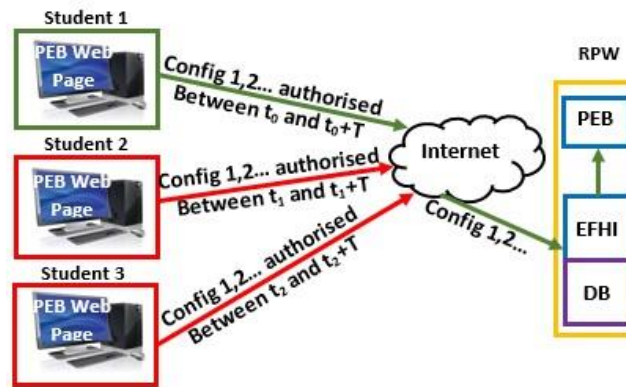 Student 1
PEB Web
Page
Config 1,2... authorised
Between t₀ and t₀+T
Student 2
PEB Web
Page
Config 1,2... authorised
Between t₁ and t₁+T
Student 3
PEB Web
Page
Config 1,2... authorised
Between t₂ and t₂+T
Internet
Config 1,2...
RPW
PEB
EFHI
DB